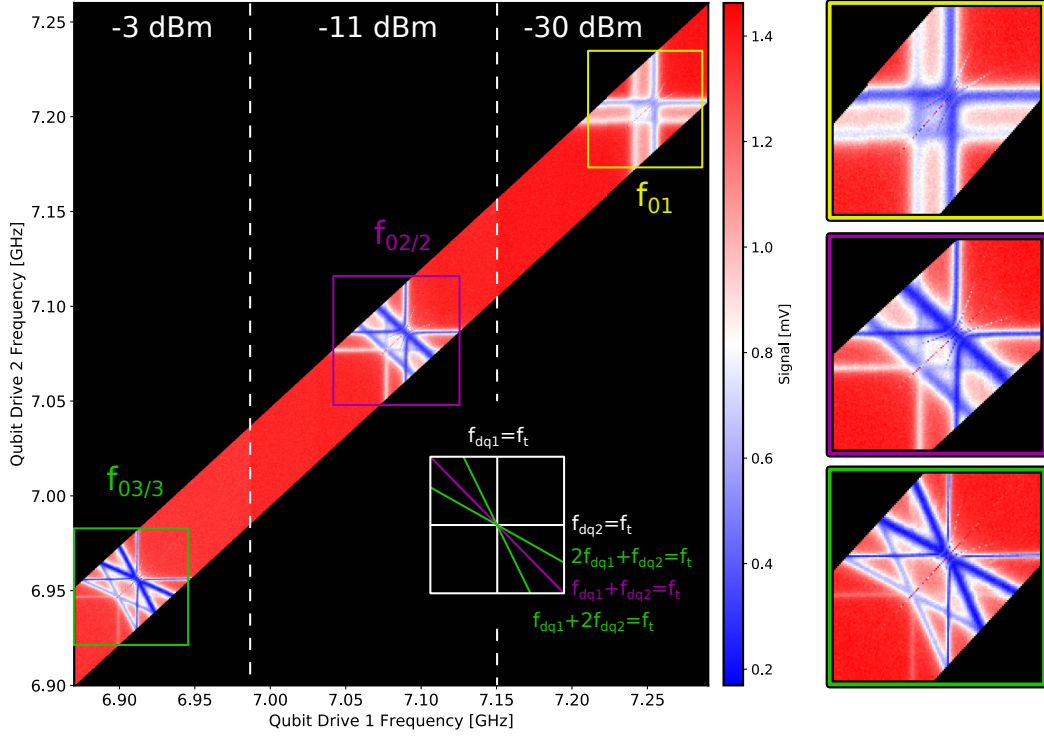 -3 dBm
-11 dBm
-30 dBm
7.25
7.20
7.15
7.10
7.05
7.00
6.95
6.90
Qubit Drive 2 Frequency [GHz]
f01
f02/2
f03/3
fdq1=ft
fdq2=ft
2fdq1+fdq2=ft
fdq1+fdq2=ft
fdq1+2fdq2=ft
6.90
6.95
7.00
7.05
7.10
7.15
7.20
7.25
Qubit Drive 1 Frequency [GHz]
1.4
1.2
1.0
0.8
0.6
0.4
0.2
Signal [mV]